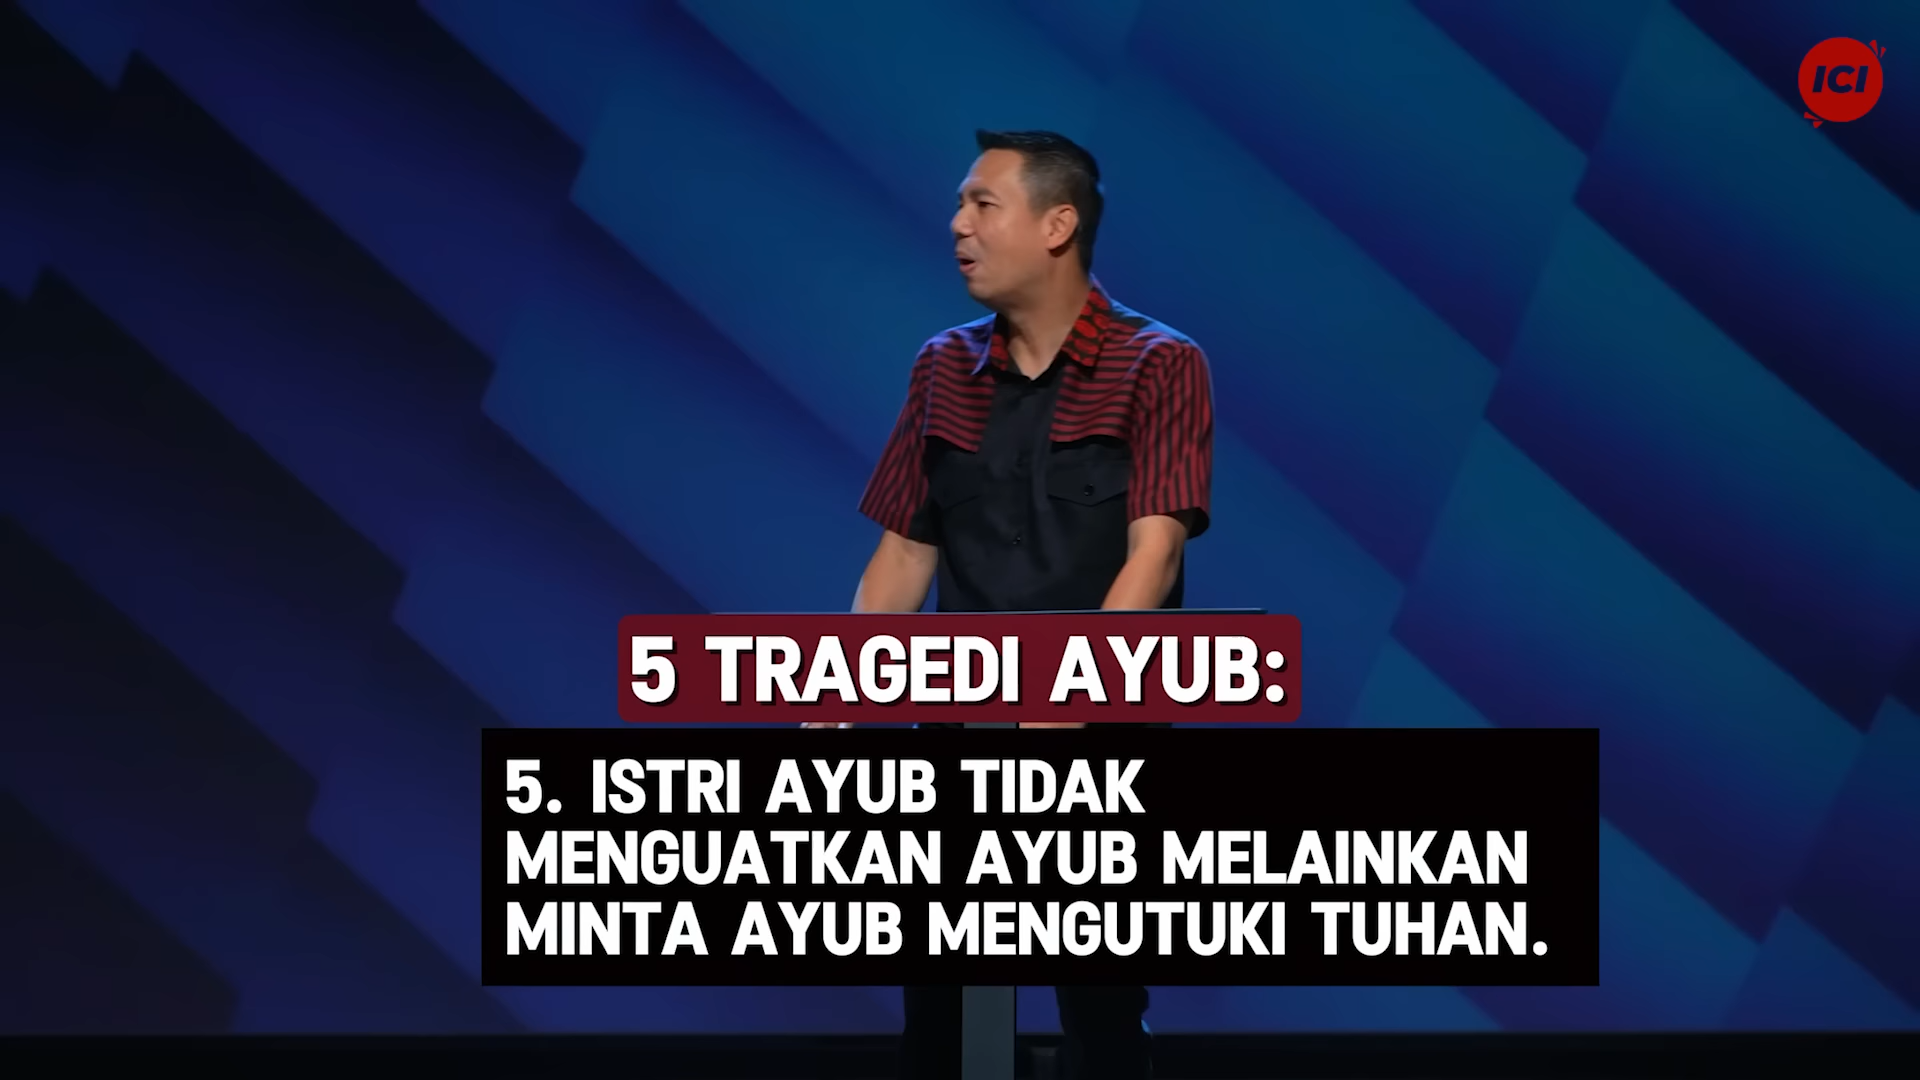 ICI
5 TRAGEDI AYUB:
5. ISTRI AYUB TIDAK
MENGUATKAN AYUB MELAINKAN
MINTA AYUB MENGUTUKI TUHAN.